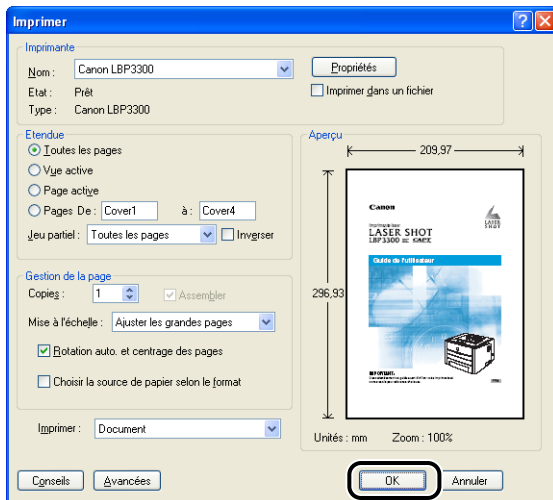 Imprimer
Imprimante
Nom : Canon LBP3300 Propriétés
Etat : Prêt Imprimer dans un fichier
Type : Canon LBP3300
Etendue
Toutes les pages
Vue active
Page active
Pages De : Cover1 à : Cover4
Jeu partiel : Toutes les pages Inverser
Gestion de la page
Copies : 1 Assembler
Mise à l'échelle : Ajuster les grandes pages
Rotation auto. et centrage des pages
Choisir la source de papier selon le format
Imprimer : Document
Aperçu
209,97
296,93
Canon
LASER SHOT
LASER SHOT
LBP3300
Guide de l'utilisateur
IMPORTANT:
Unités : mm Zoom : 100%
Conseils Avancées OK Annuler